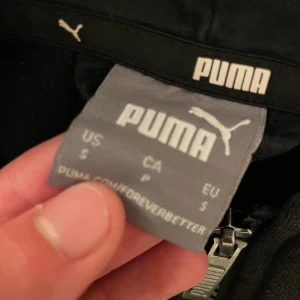 PUMA
PUMA
US CA EU
S P S
PUMA.COM/FOREVERBETTER